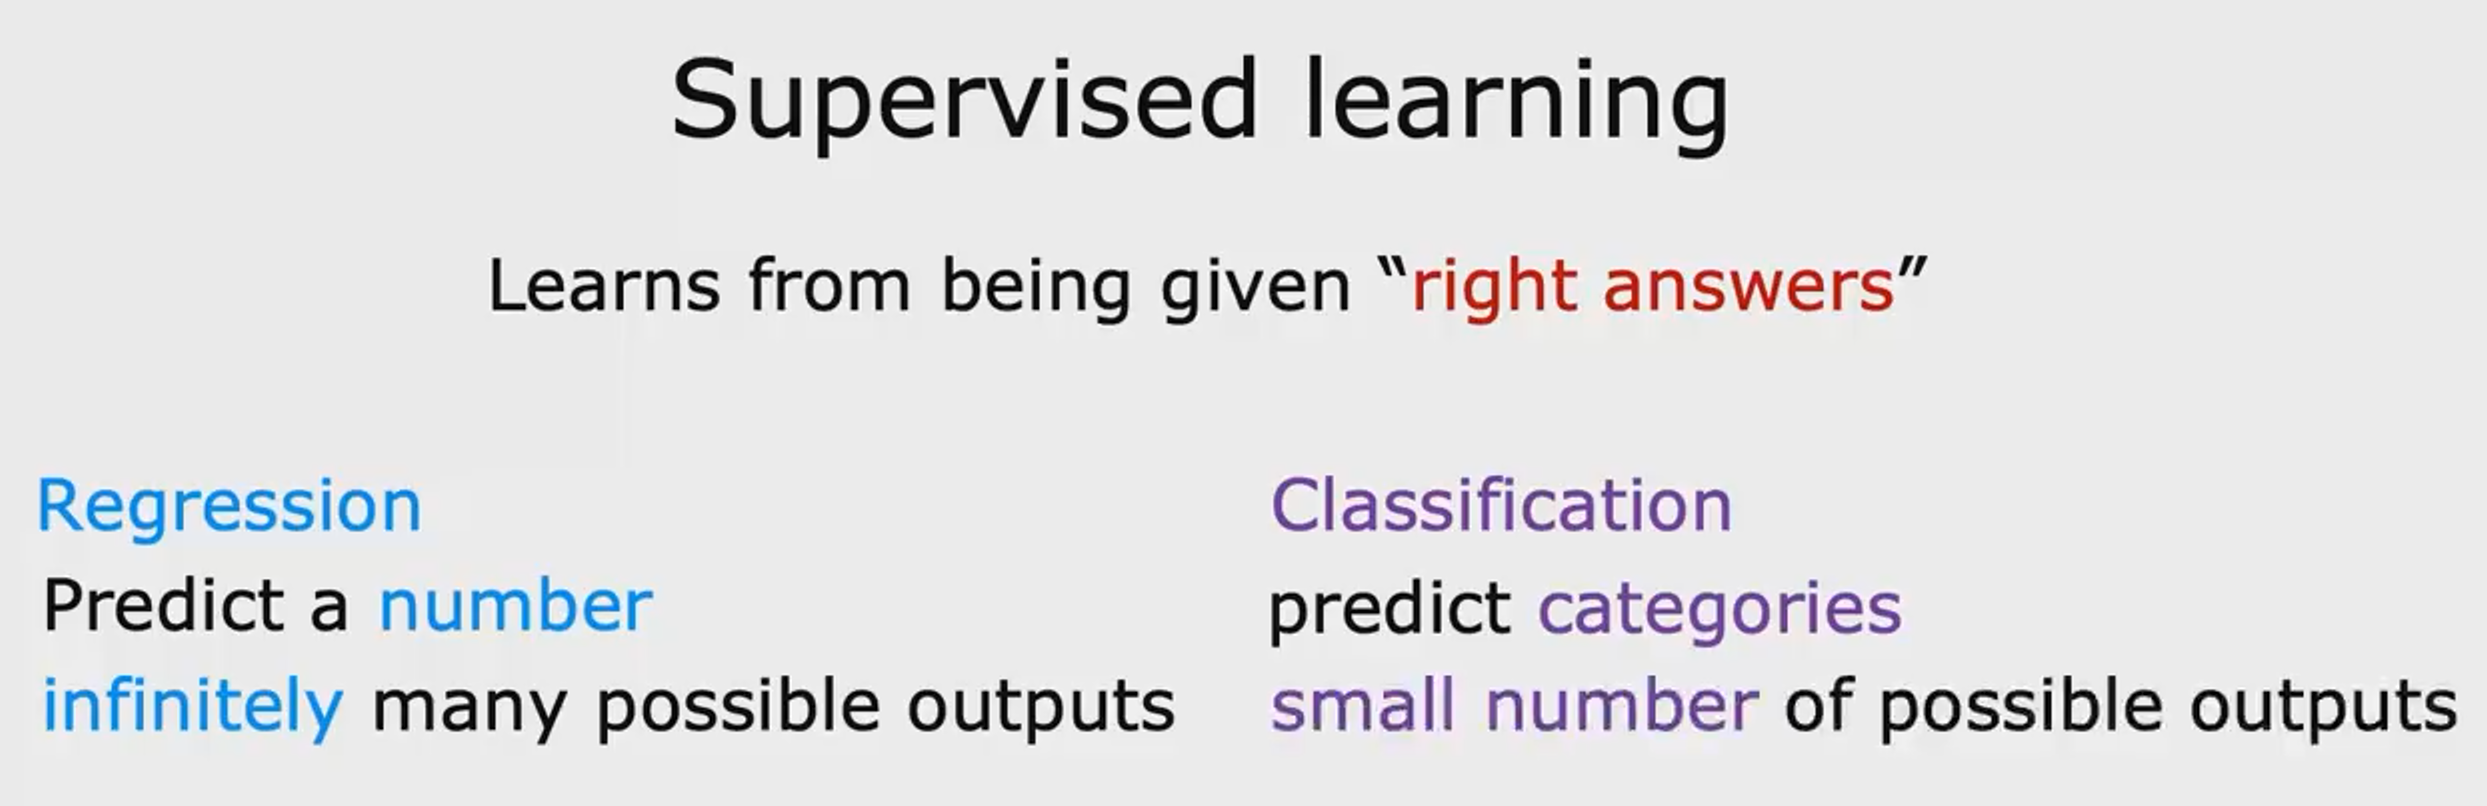 Supervised learning
Learns from being given “right answers”
Regression
Predict a number
infinitely many possible outputs
Classification
predict categories
small number of possible outputs